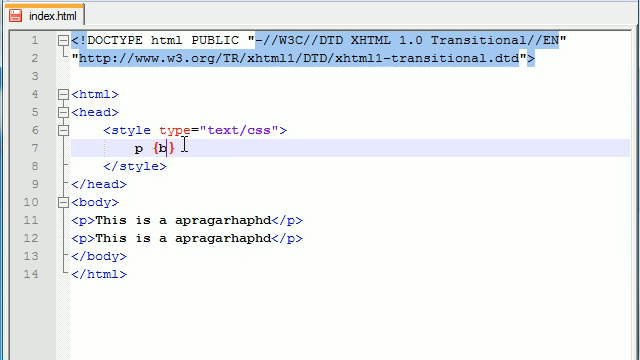 index.html
1 <!DOCTYPE html PUBLIC "-//W3C//DTD XHTML 1.0 Transitional//EN"
2 "http://www.w3.org/TR/xhtml1/DTD/xhtml1-transitional.dtd">
3
4 <html>
5 <head>
6 <style type="text/css">
7 p {b}
8 </style>
9 </head>
10 <body>
11 <p>This is a apragarhaphd</p>
12 <p>This is a apragarhaphd</p>
13 </body>
14 </html>